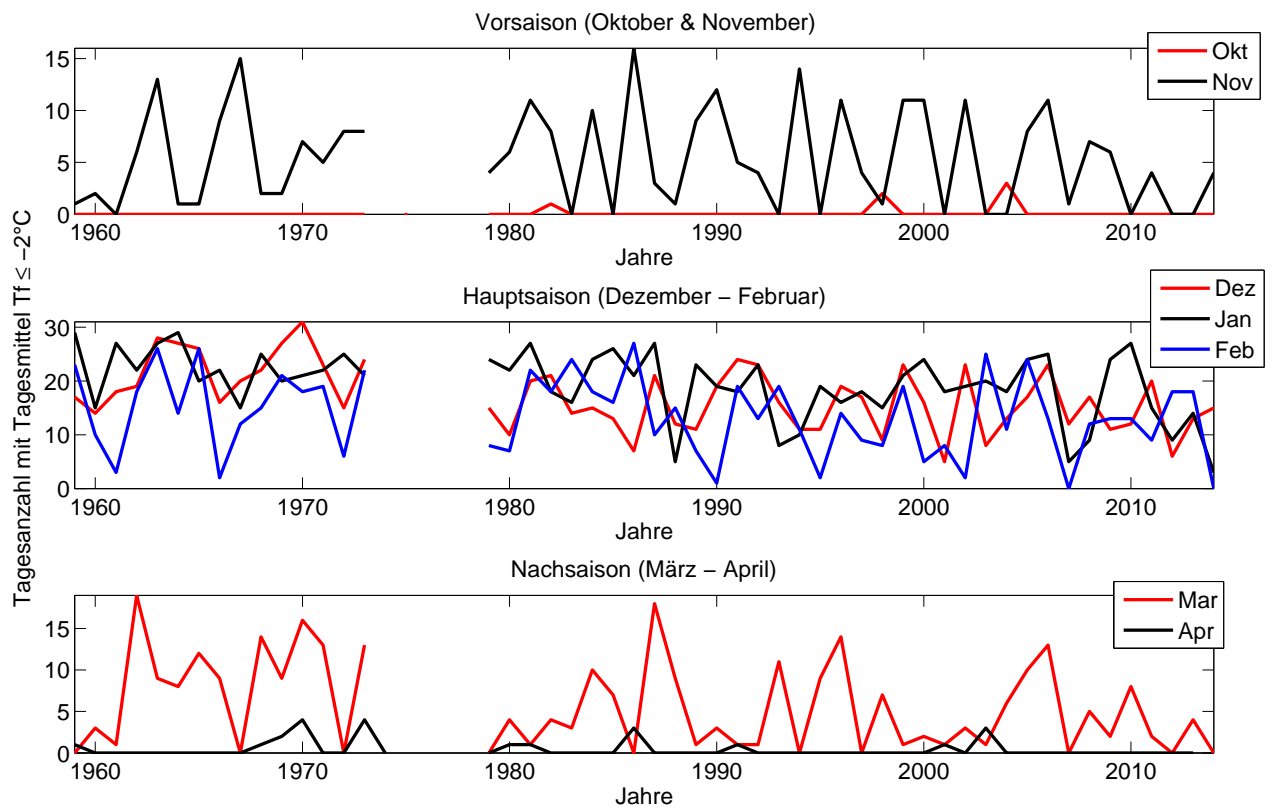 Vorsaison (Oktober & November)
15
10
5
0
1960 1970 1980 1990 2000 2010
Jahre
Okt
Nov
Tagesanzahl mit Tagesmittel Tf ≤ −2°C
Hauptsaison (Dezember − Februar)
30
20
10
0
1960 1970 1980 1990 2000 2010
Jahre
Dez
Jan
Feb
Nachsaison (März − April)
15
10
5
0
1960 1970 1980 1990 2000 2010
Jahre
Mar
Apr